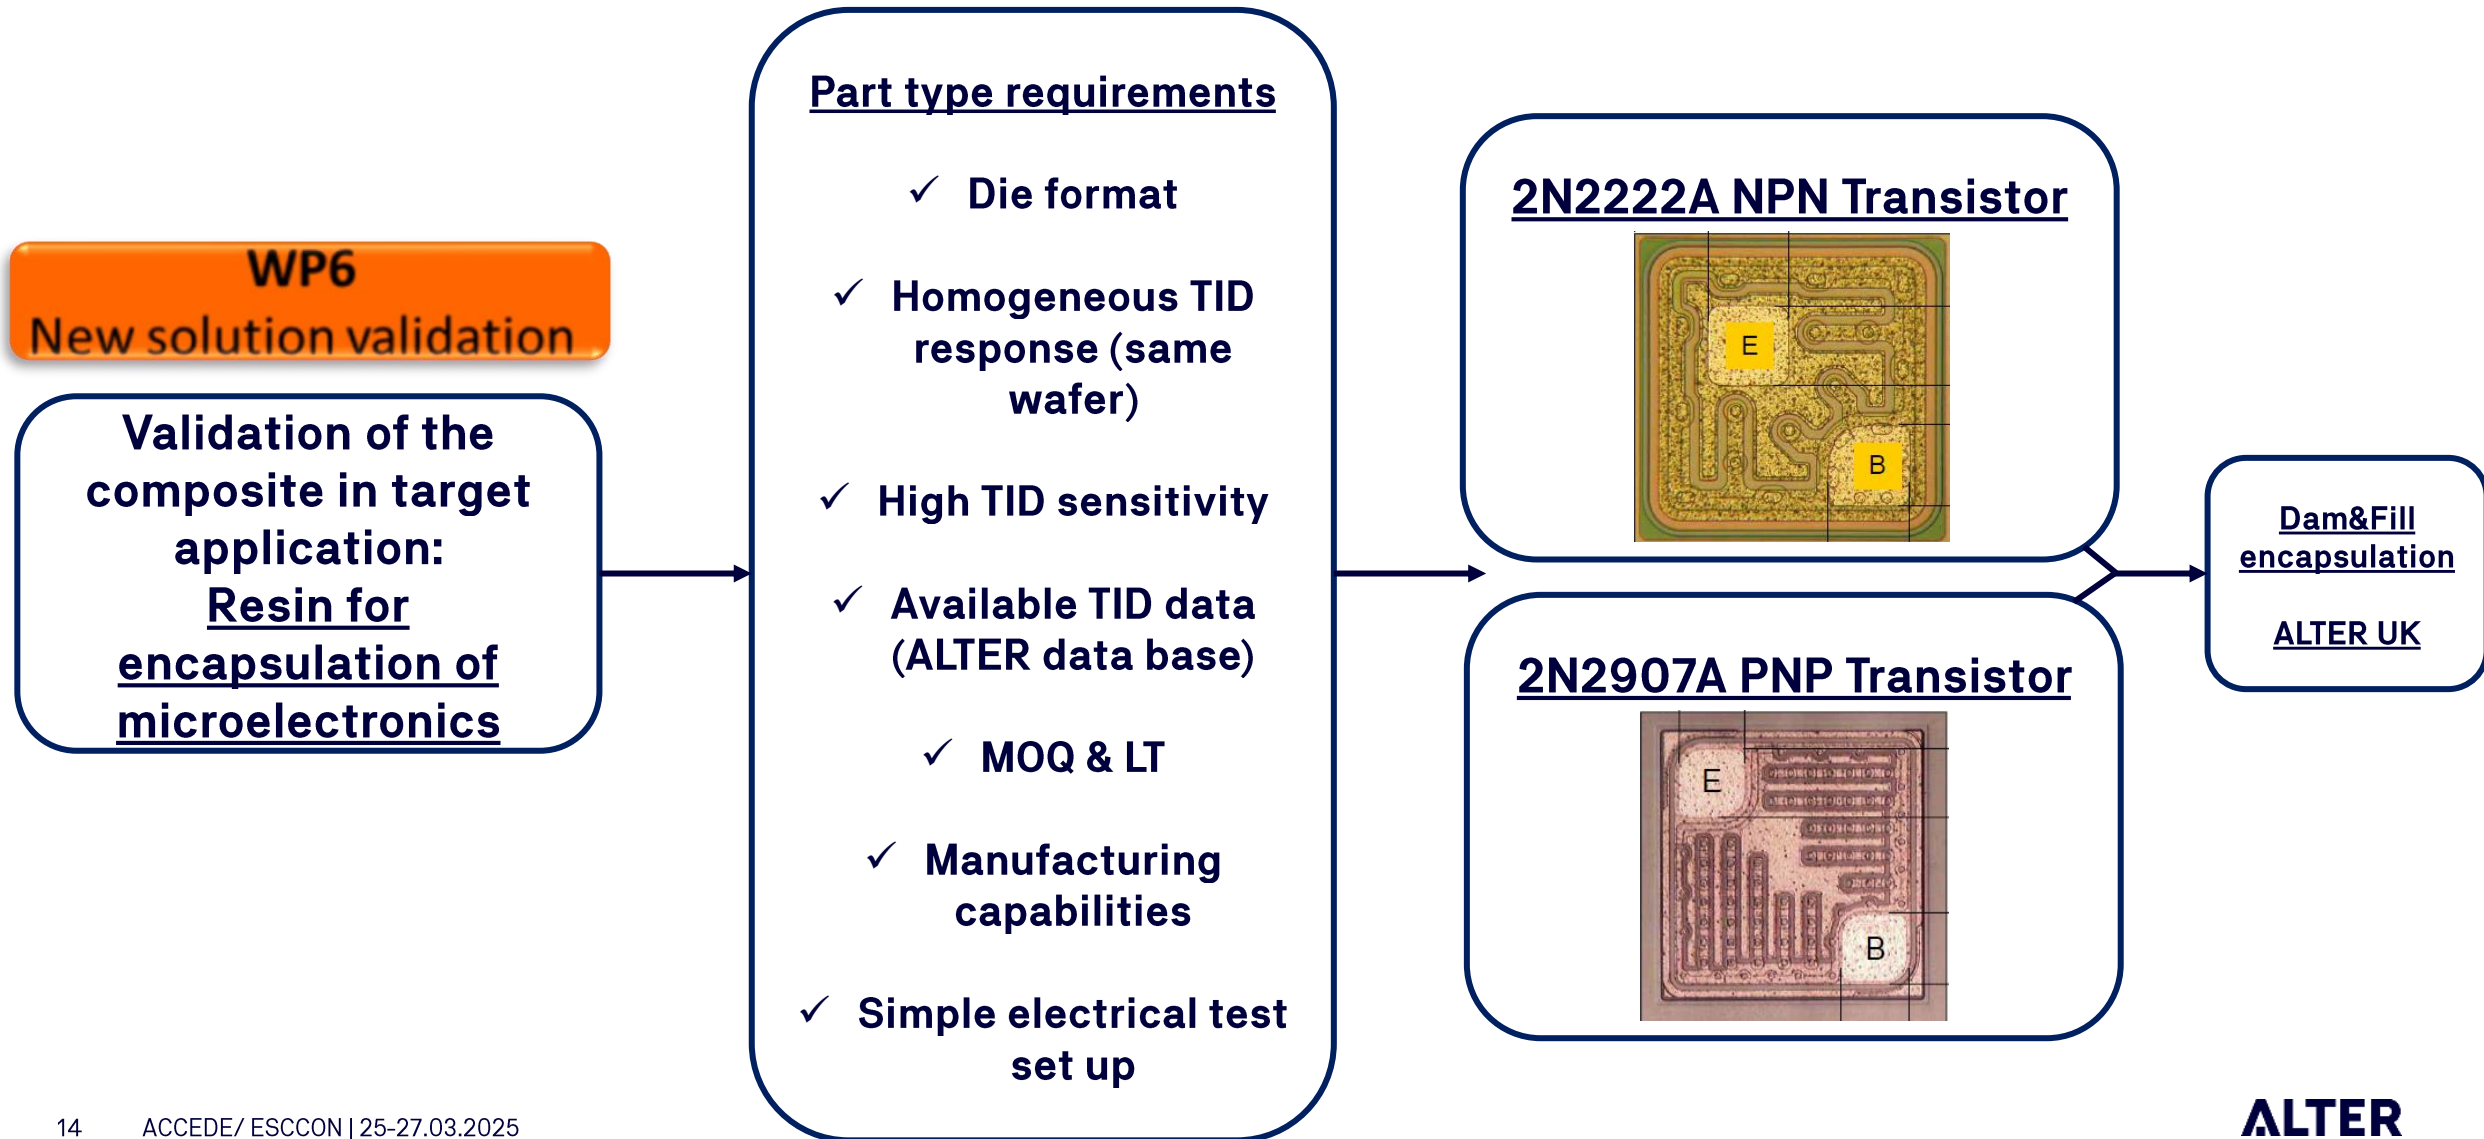 WP6
New solution validation
Validation of the
composite in target
application:
Resin for
encapsulation of
microelectronics
Part type requirements
✓ Die format
✓ Homogeneous TID
response (same
wafer)
✓ High TID sensitivity
✓ Available TID data
(ALTER data base)
✓ MOQ & LT
✓ Manufacturing
capabilities
✓ Simple electrical test
set up
2N2222A NPN Transistor
E
B
2N2907A PNP Transistor
E
B
Dam&Fill
encapsulation
ALTER UK
14 ACCEDE/ ESCCON | 25-27.03.2025
ALTER